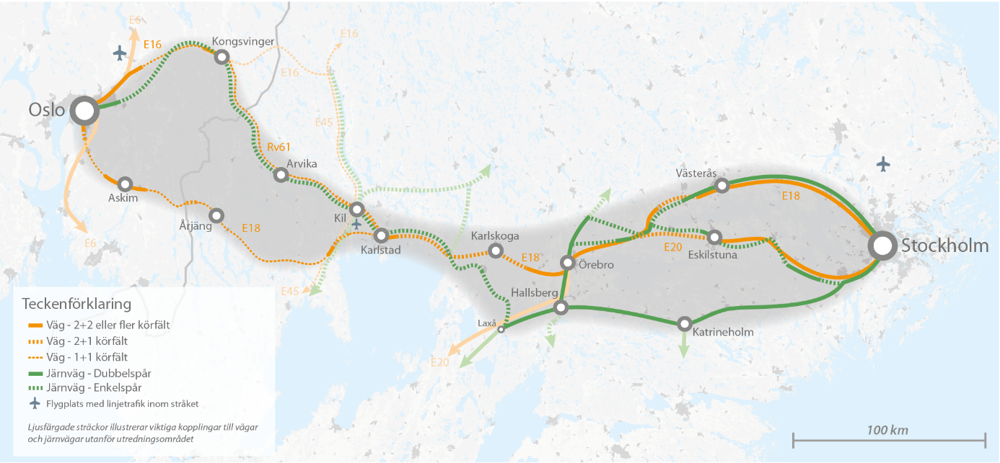 E6
E16
Kongsvinger
E16
E16
Oslo
E45
Rv61
Arvika
Askim
Årjäng
E18
Kil
Karlstad
E6
E45
Västerås
E18
Karlskoga
E18
Örebro
E20
Eskilstuna
Stockholm
Hallsberg
Laxå
Katrineholm
E20
Teckenförklaring
Väg - 2+2 eller fler körfält
Väg - 2+1 körfält
Väg - 1+1 körfält
Järnväg - Dubbelspår
Järnväg - Enkelspår
Flygplats med linjetrafik inom stråket
Ljusfärgade sträckor illustrerar viktiga kopplingar till vägar
och järnvägar utanför utredningsområdet
100 km